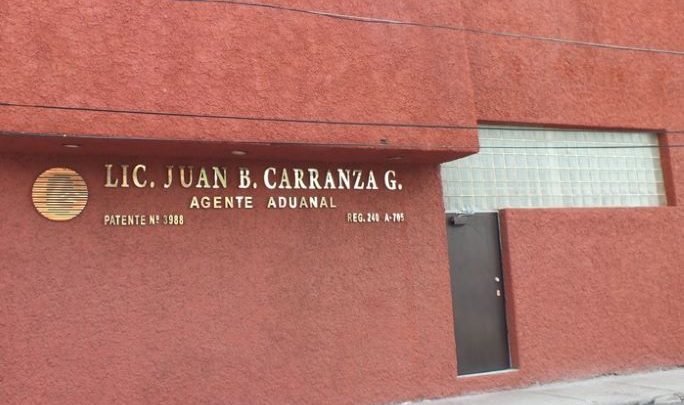 LIC. JUAN B. CARRANZA G.
AGENTE ADUANAL
PATENTE Nº 3988 REG. 240 A-705